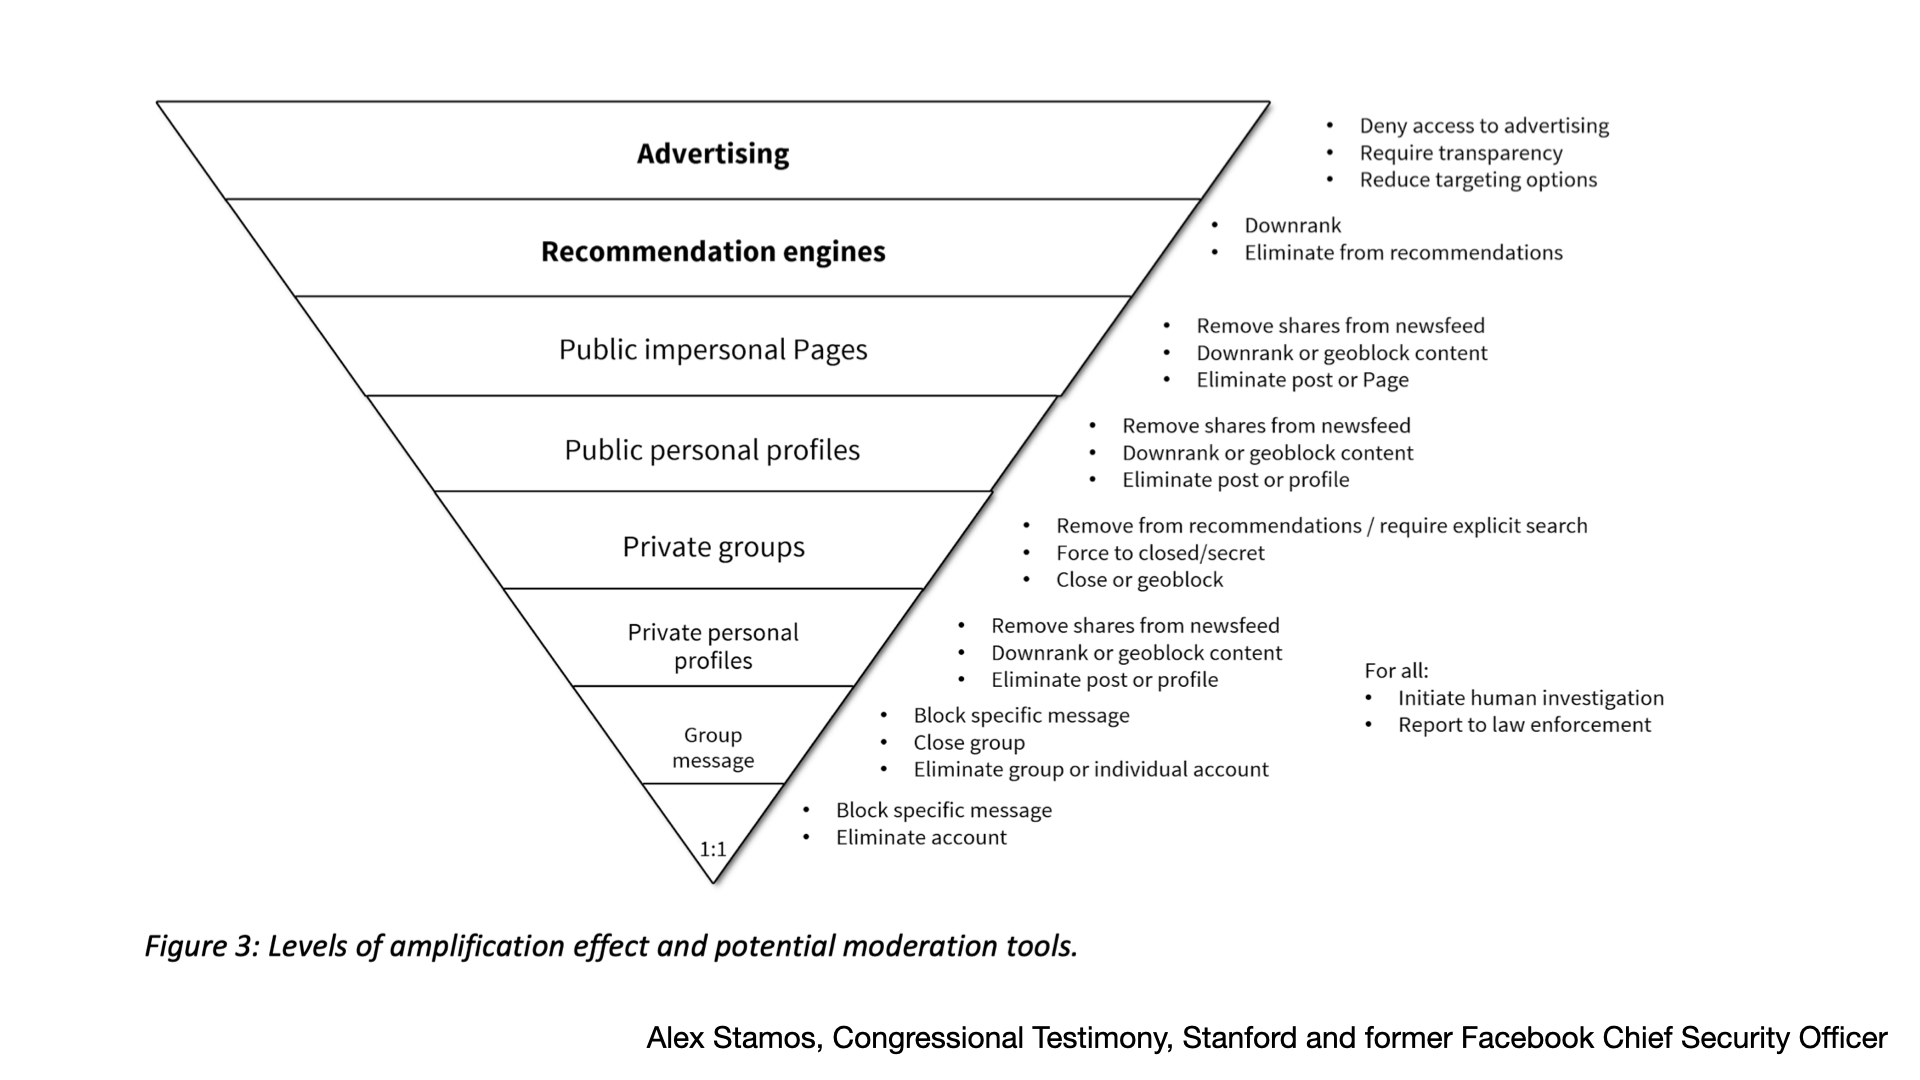 Advertising
• Deny access to advertising
• Require transparency
• Reduce targeting options
Recommendation engines
• Downrank
• Eliminate from recommendations
Public impersonal Pages
• Remove shares from newsfeed
• Downrank or geoblock content
• Eliminate post or Page
Public personal profiles
• Remove shares from newsfeed
• Downrank or geoblock content
• Eliminate post or profile
Private groups
• Remove from recommendations / require explicit search
• Force to closed/secret
• Close or geoblock
Private personal
profiles
• Remove shares from newsfeed
• Downrank or geoblock content
• Eliminate post or profile
For all:
• Initiate human investigation
• Report to law enforcement
Group
message
• Block specific message
• Close group
• Eliminate group or individual account
1:1
• Block specific message
• Eliminate account
Figure 3: Levels of amplification effect and potential moderation tools.
Alex Stamos, Congressional Testimony, Stanford and former Facebook Chief Security Officer